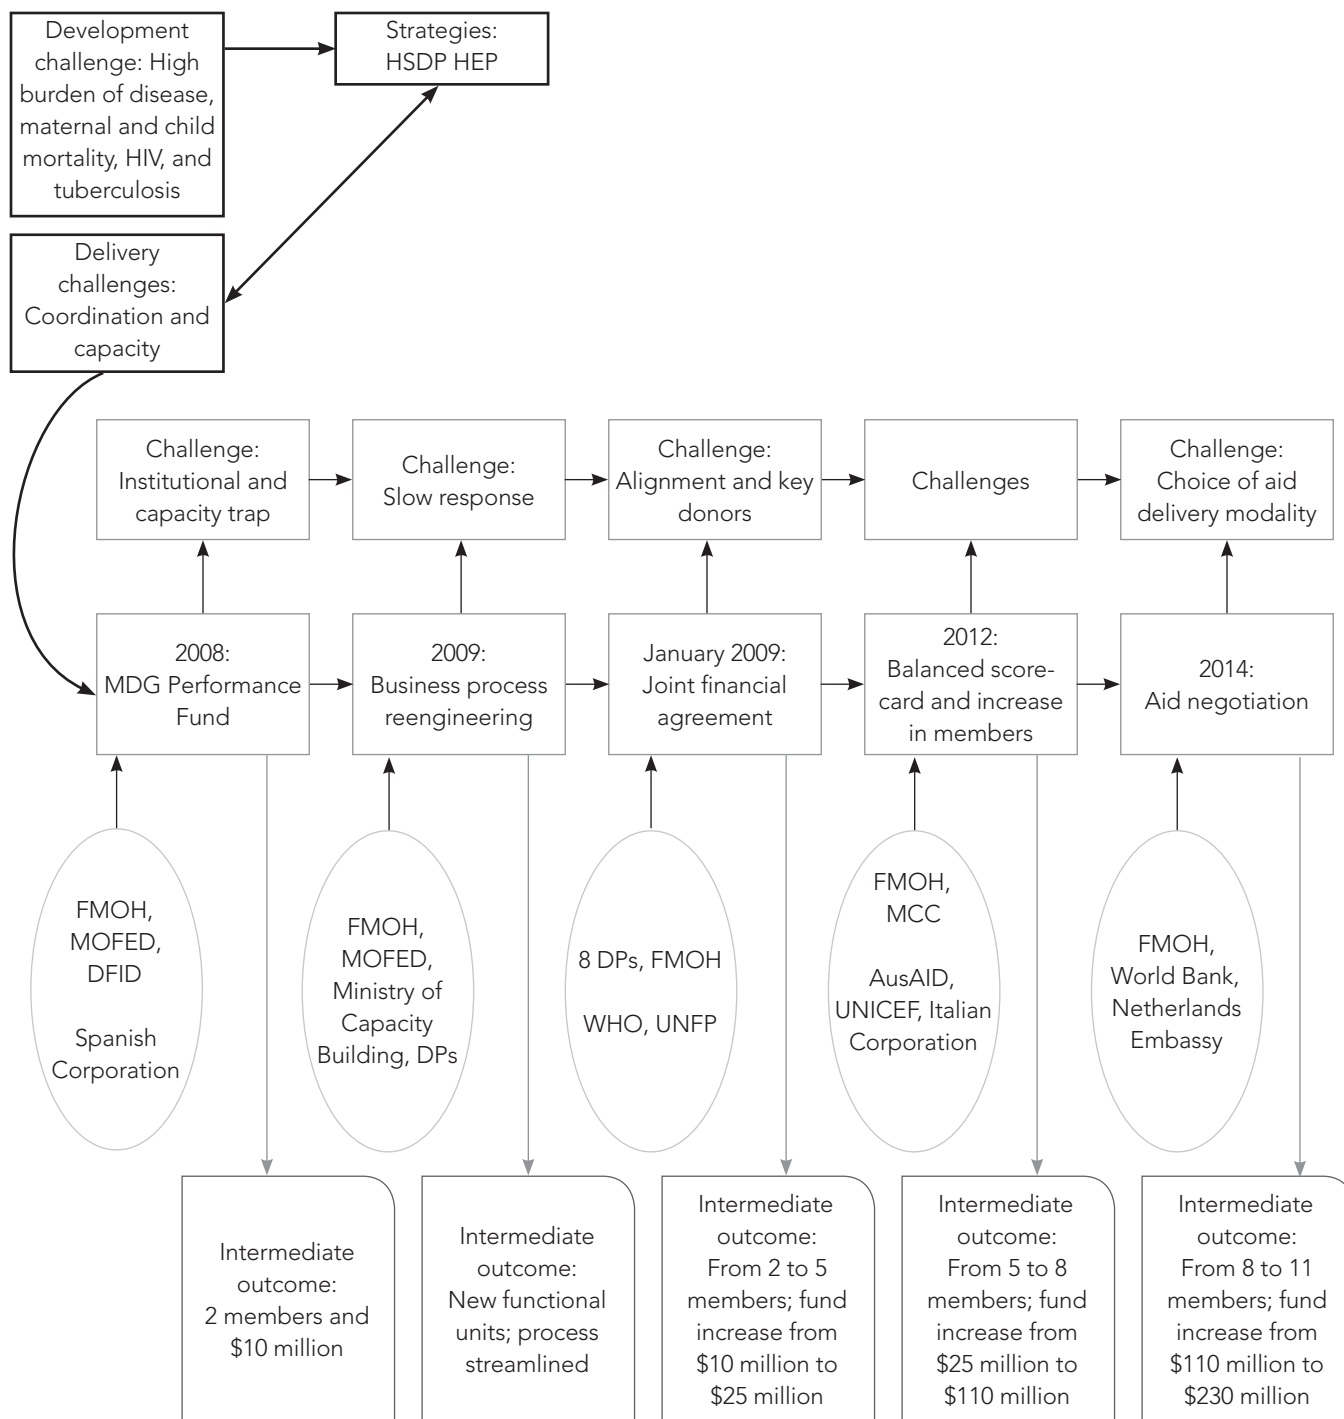 Development
challenge: High
burden of disease,
maternal and child
mortality, HIV, and
tuberculosis
Strategies:
HSDP HEP
Delivery
challenges:
Coordination and
capacity
Challenge:
Institutional and
capacity trap
Challenge:
Slow response
Challenge:
Alignment and key
donors
Challenges
Challenge:
Choice of aid
delivery modality
2008:
MDG Performance
Fund
2009:
Business process
reengineering
January 2009:
Joint financial
agreement
2012:
Balanced score-
card and increase
in members
2014:
Aid negotiation
FMOH,
MOFED,
DFID
Spanish
Corporation
FMOH,
MOFED,
Ministry of
Capacity
Building, DPs
8 DPs, FMOH
WHO, UNFP
FMOH,
MCC
AusAID,
UNICEF, Italian
Corporation
FMOH,
World Bank,
Netherlands
Embassy
Intermediate
outcome:
2 members and
$10 million
Intermediate
outcome:
New functional
units; process
streamlined
Intermediate
outcome:
From 2 to 5
members; fund
increase from
$10 million to
$25 million
Intermediate
outcome:
From 5 to 8
members; fund
increase from
$25 million to
$110 million
Intermediate
outcome:
From 8 to 11
members; fund
increase from
$110 million to
$230 million